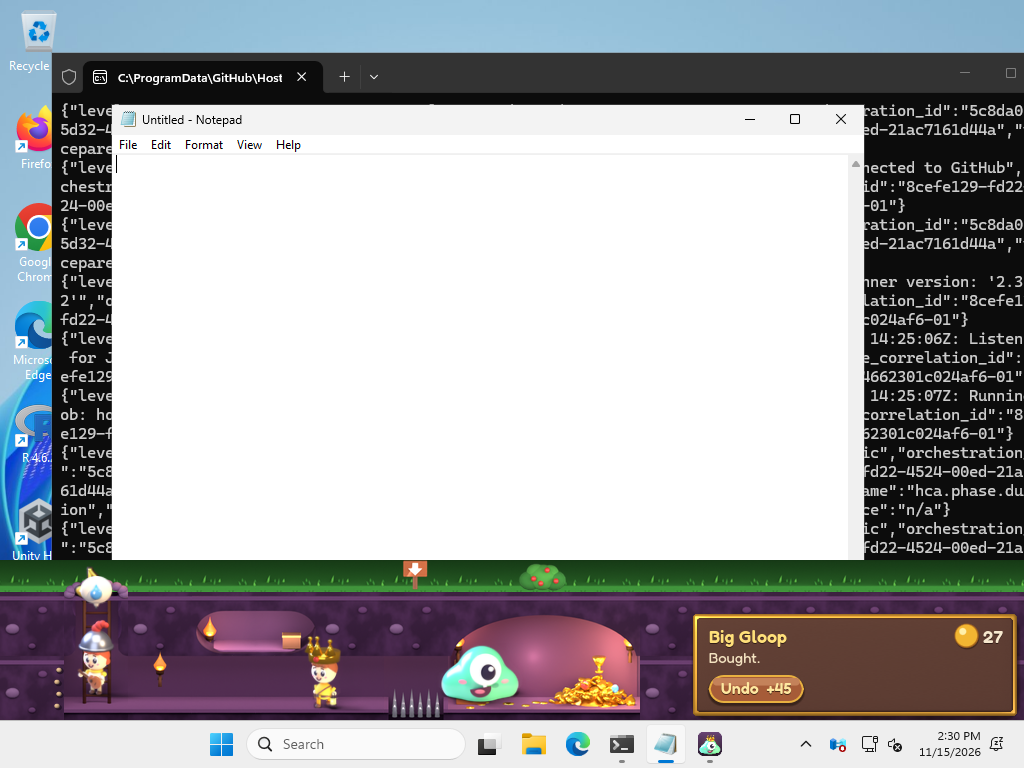 Recycle
C:\ProgramData\GitHub\Host
Untitled - Notepad
File Edit Format View Help
{"leve
ration_id":"5c8da0
5d32-4
ed-21ac7161d44a","
cepare
{"leve
nected to GitHub",
chestr
id":"8cefe129-fd22
24-00e
-01"}
{"leve
ration_id":"5c8da0
5d32-4
ed-21ac7161d44a","
cepare
{"leve
nner version: '2.3
2'","o
lation_id":"8cefe1
fd22-4
c024af6-01"}
{"leve
14:25:06Z: Listen
for J
e_correlation_id":
efe129
4662301c024af6-01"
{"leve
14:25:07Z: Running
ob: ho
correlation_id":"8
e129-f
62301c024af6-01"}
{"leve
ic","orchestration
":"5c8
fd22-4524-00ed-21a
61d44a
ame":"hca.phase.du
ion","
ce":"n/a"}
{"leve
ic","orchestration
":"5c8
fd22-4524-00ed-21a
Firefo
Googl
Chrom
Micros
Edge
R 4.6.
Unity H
Big Gloop
27
Bought.
Undo +45
Search
2:30 PM
11/15/2026